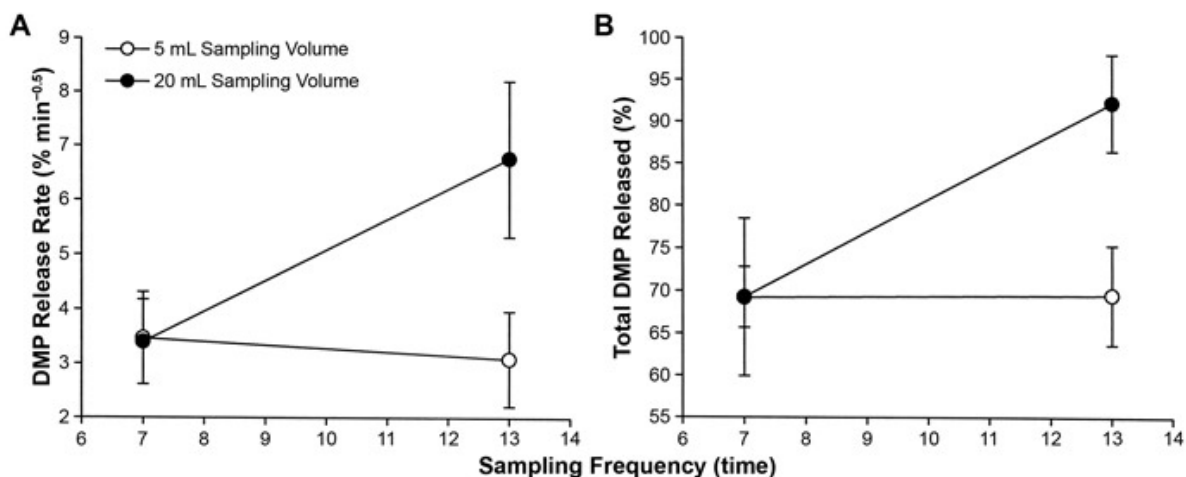 A
9
8
7
6
5
4
3
2
6 7 8 9 10 11 12 13 14
DMP Release Rate (% min⁻⁰·⁵)
5 mL Sampling Volume
20 mL Sampling Volume
B
100
95
90
85
80
75
70
65
60
55
6 7 8 9 10 11 12 13 14
Total DMP Released (%)
Sampling Frequency (time)